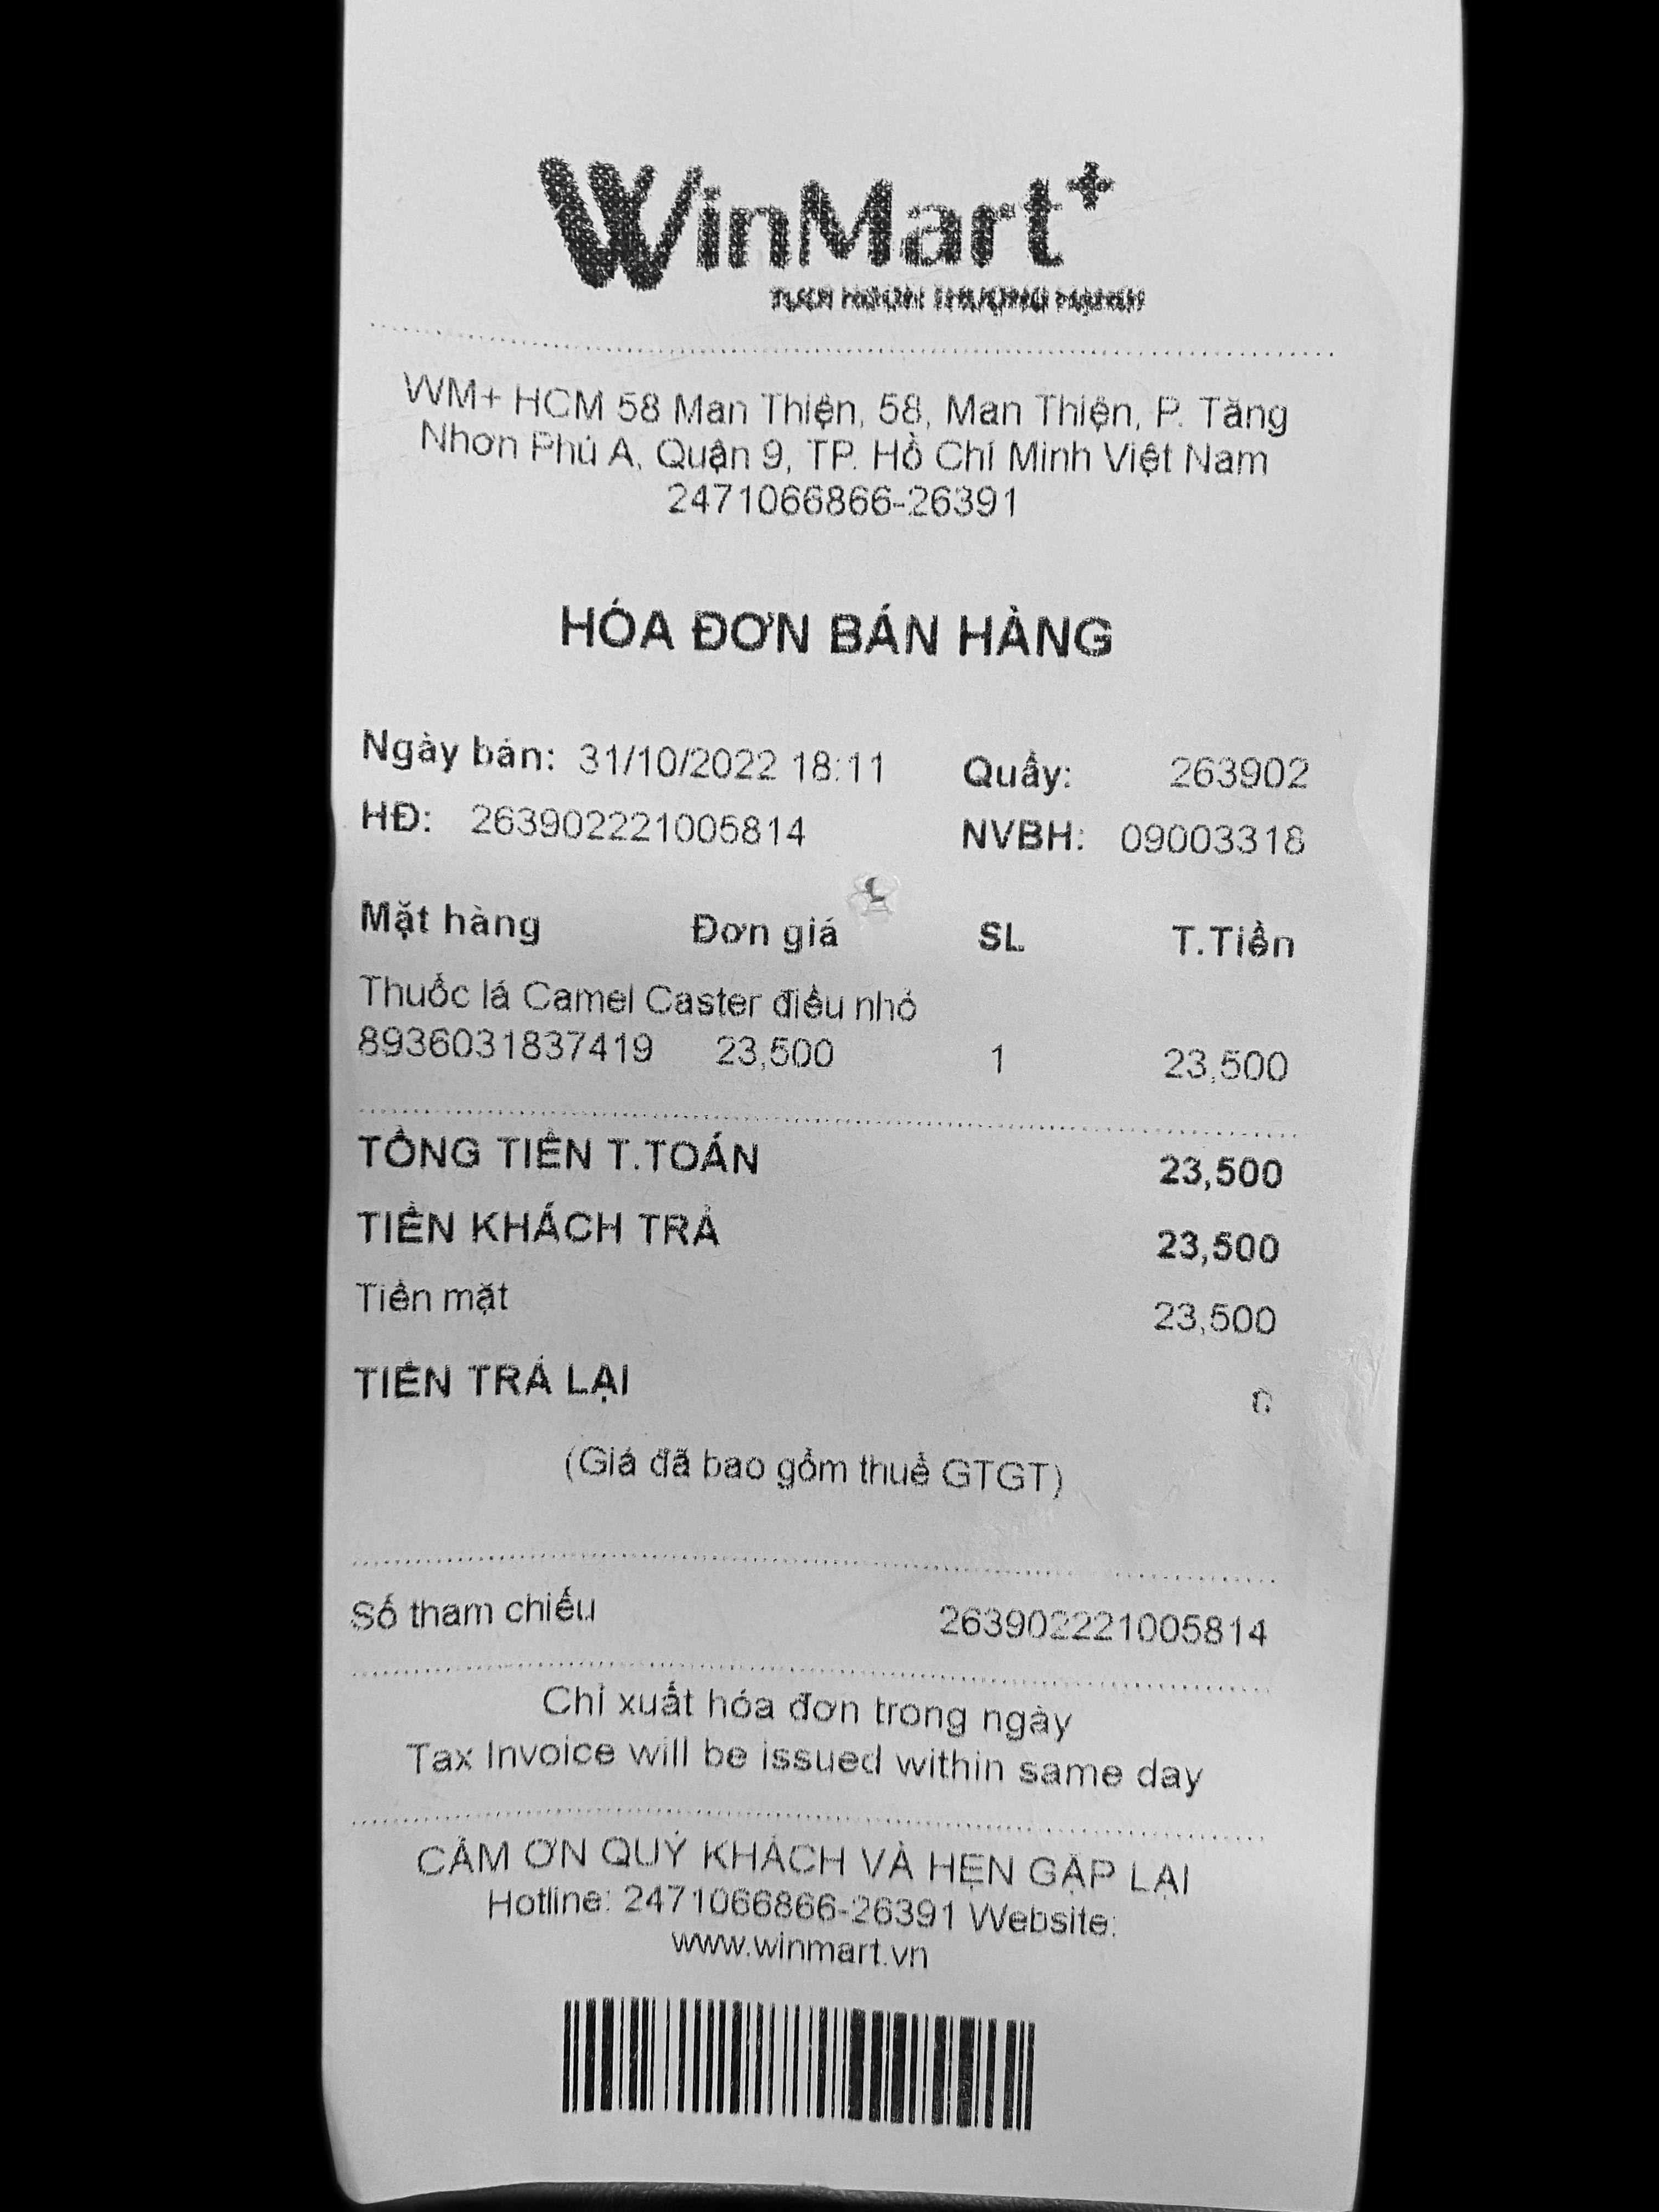 WinMart+
WM+ HCM 58 Man Thiện, 58, Man Thiện, P. Tăng
Nhơn Phú A, Quận 9, TP. Hồ Chí Minh Việt Nam
2471066866-26391
HÓA ĐƠN BÁN HÀNG
Ngày bán: 31/10/2022 18:11 Quầy: 263902
HĐ: 263902221005814 NVBH: 09003318
Mặt hàng Đơn giá SL T.Tiền
Thuốc lá Camel Caster điếu nhỏ
8936031837419 23,500 1 23,500
TỔNG TIỀN T.TOÁN 23,500
TIỀN KHÁCH TRẢ 23,500
Tiền mặt 23,500
TIỀN TRẢ LẠI 0
(Giá đã bao gồm thuế GTGT)
Số tham chiếu 263902221005814
Chỉ xuất hóa đơn trong ngày
Tax Invoice will be issued within same day
CẢM ƠN QUÝ KHÁCH VÀ HẸN GẶP LẠI
Hotline: 2471066866-26391 Website:
www.winmart.vn